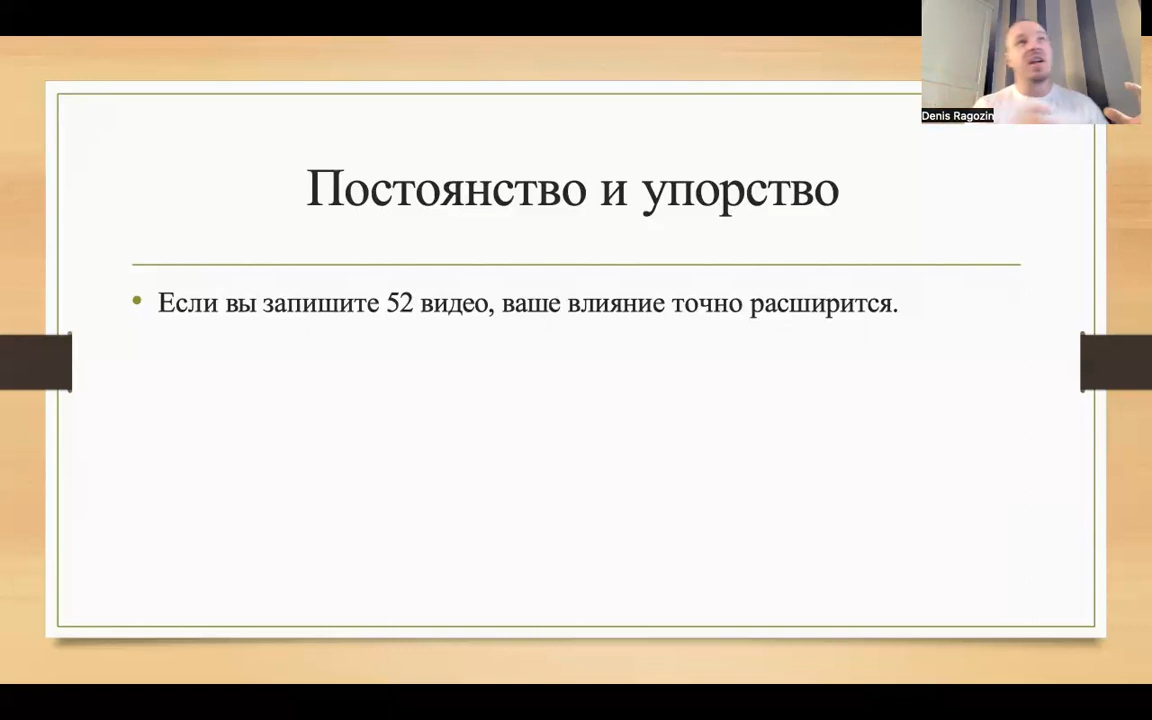 Denis Ragozin
Постоянство и упорство
• Если вы запишите 52 видео, ваше влияние точно расширится.